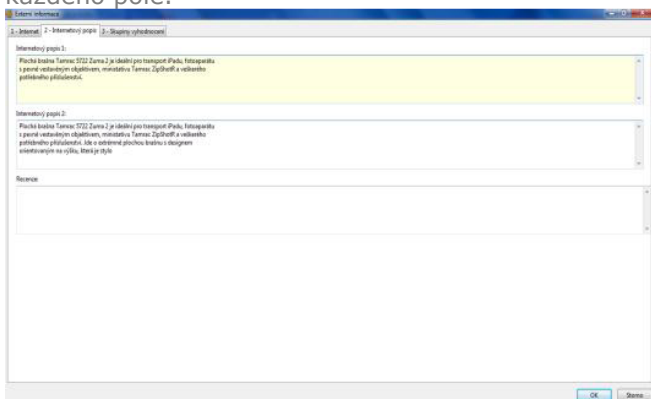 každého pole.
Externí informace
1 - Internet 2 - Internetový popis 3 - Skupiny vyhodnocení
Internetový popis 1:
Plochá brašna Tamrac 5722 Zuma 2 je ideální pro transport iPadu, fotoaparátu
s pevně vestavěným objektivem, ministativu Tamrac ZipShotR a veškerého
potřebného příslušenství.
Internetový popis 2:
Plochá brašna Tamrac 5722 Zuma 2 je ideální pro transport iPadu, fotoaparátu
s pevně vestavěným objektivem, ministativu Tamrac ZipShotR a veškerého
potřebného příslušenství. Jde o extrémně plochou brašnu s designem
orientovaným na výšku, která je stylo
Recenze
OK Storno